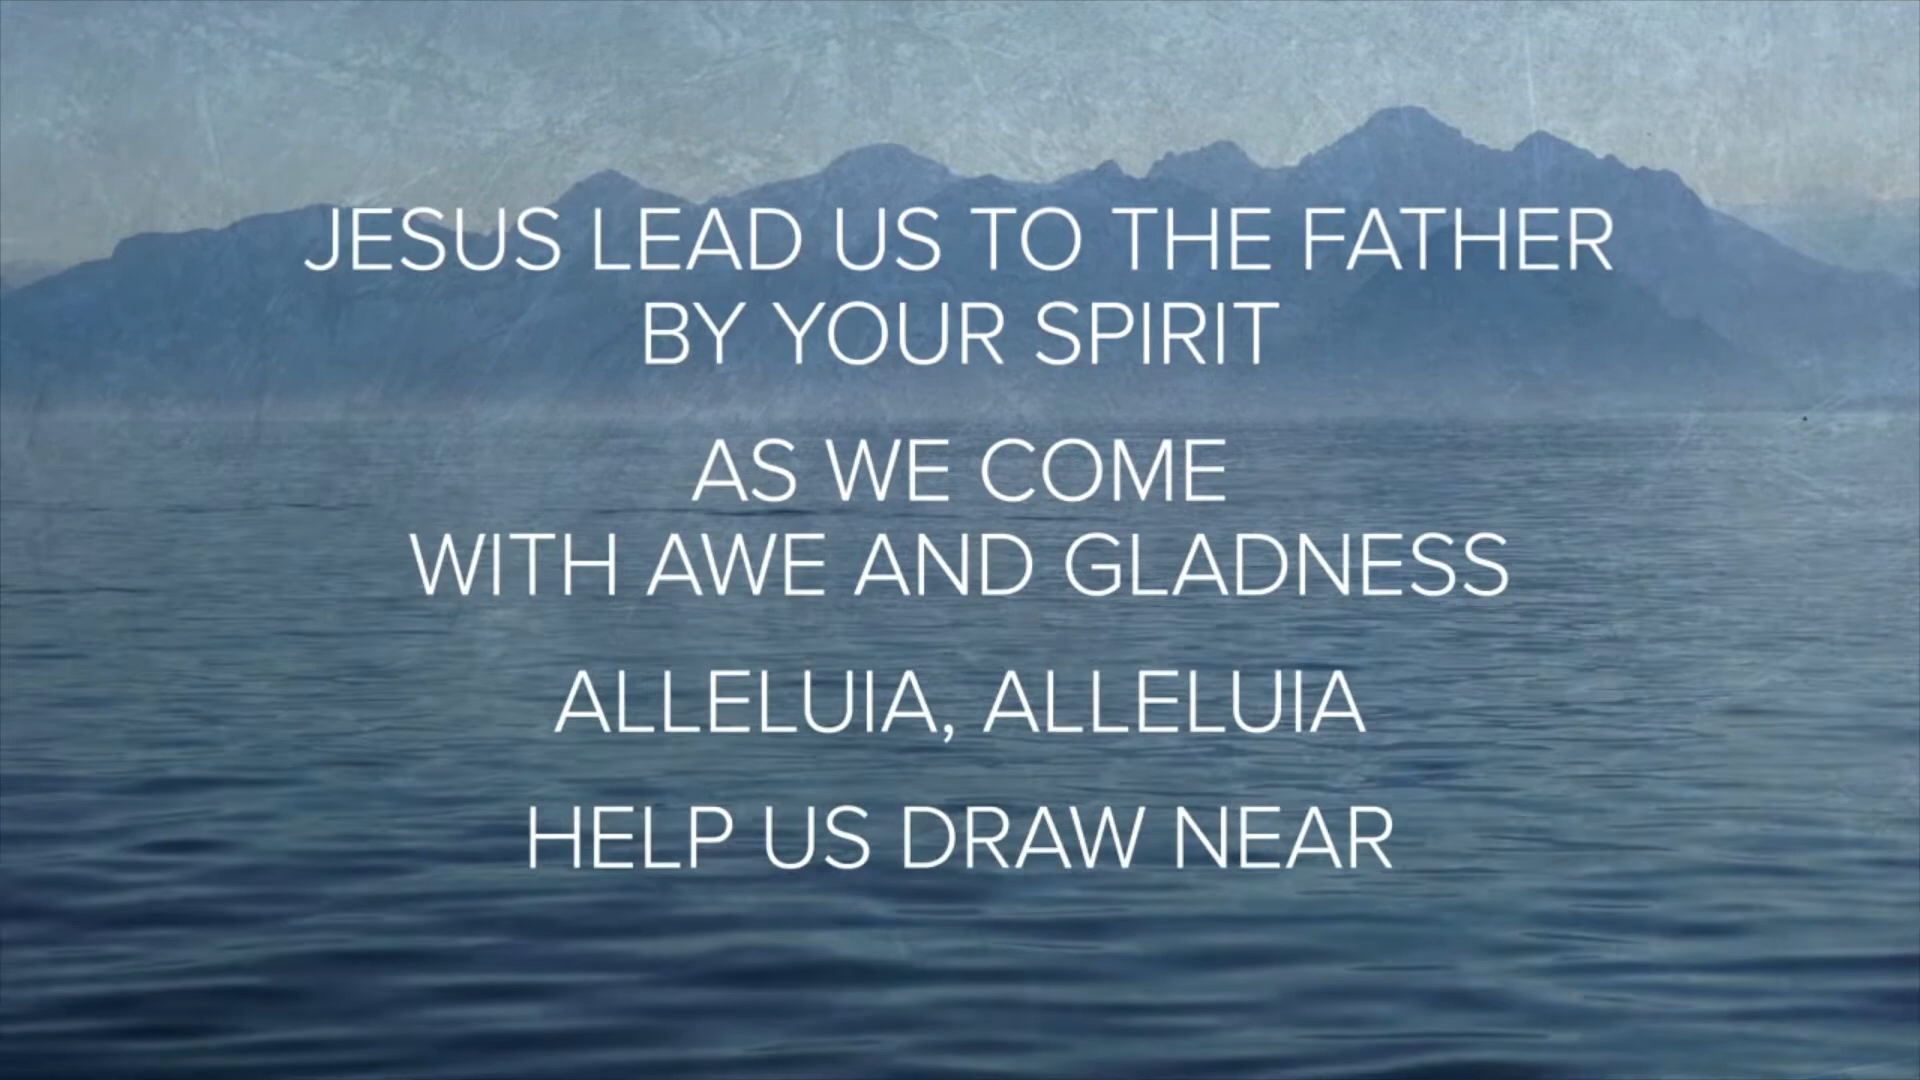 JESUS LEAD US TO THE FATHER
BY YOUR SPIRIT
AS WE COME
WITH AWE AND GLADNESS
ALLELUIA, ALLELUIA
HELP US DRAW NEAR